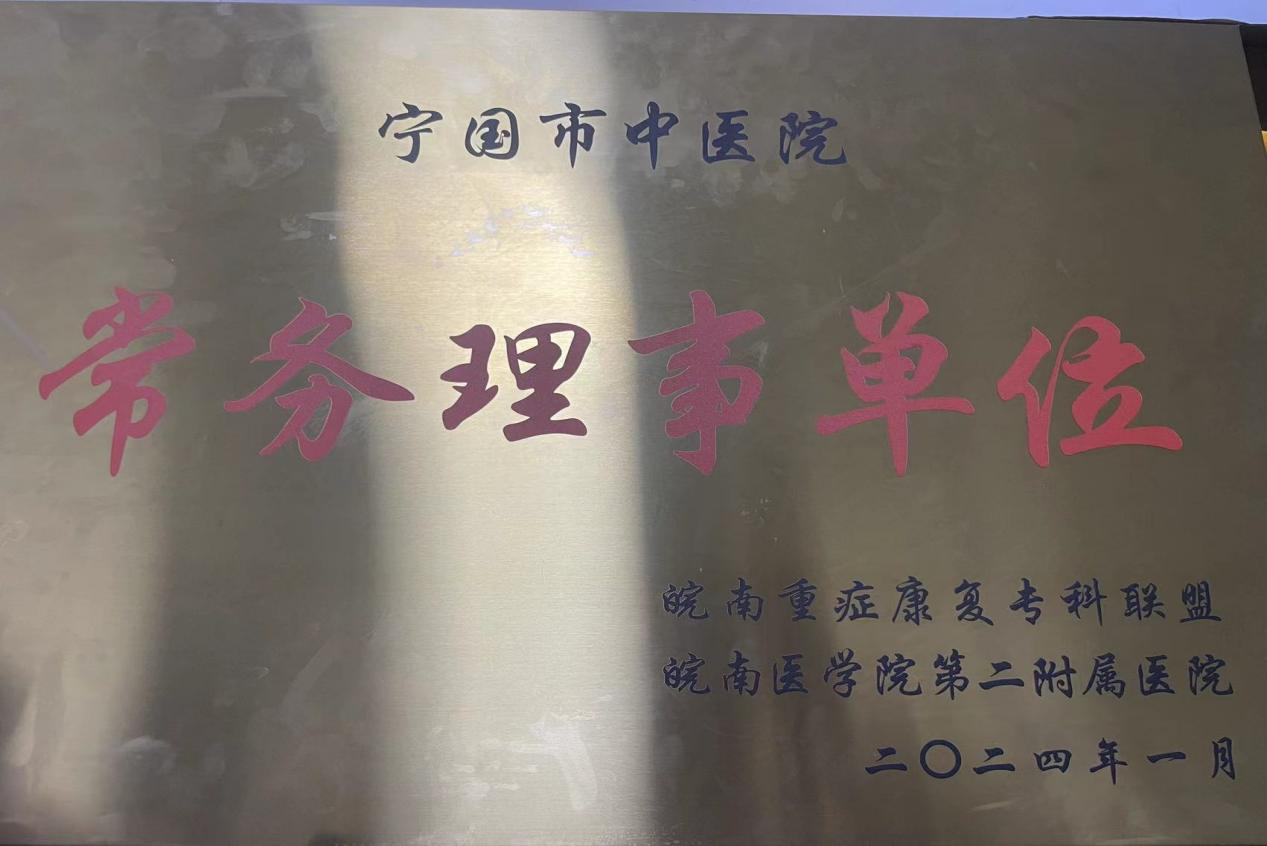 宁国市中医院
常务理事单位
皖南重症康复专科联盟
皖南医学院第二附属医院
二〇二四年一月